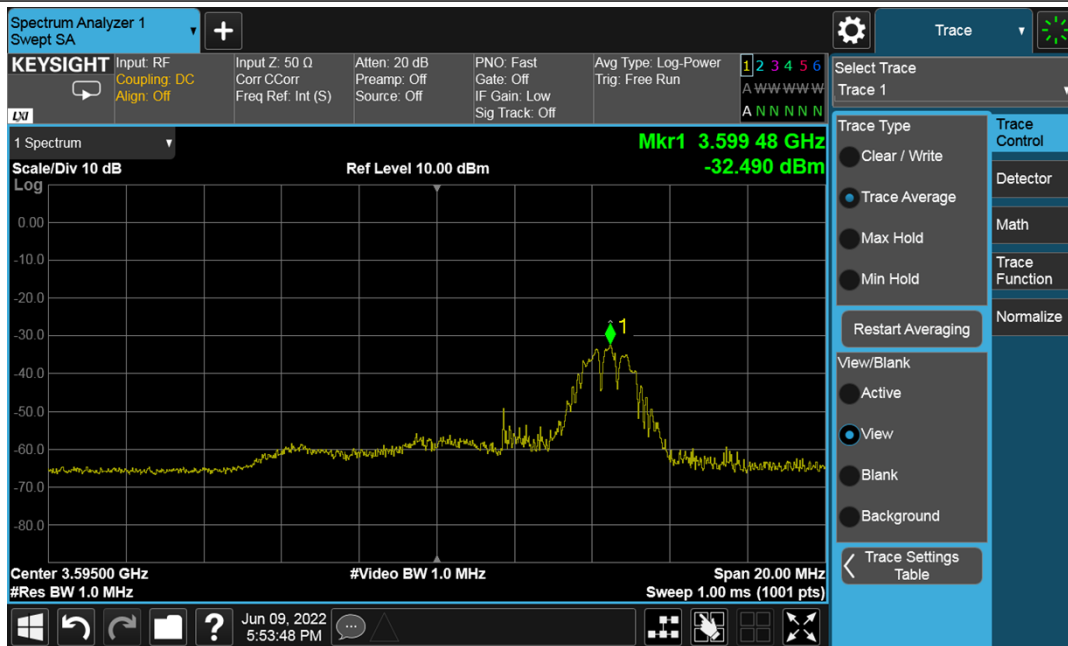 Spectrum Analyzer 1
Swept SA
+
Trace
KEYSIGHT
Input: RF
Coupling: DC
Align: Off
Input Z: 50 Ω
Corr CCorr
Freq Ref: Int (S)
Atten: 20 dB
Preamp: Off
Source: Off
PNO: Fast
Gate: Off
IF Gain: Low
Sig Track: Off
Avg Type: Log-Power
Trig: Free Run
1 2 3 4 5 6
A W W W W W
A N N N N N
LXI
Select Trace
Trace 1
1 Spectrum
Mkr1 3.599 48 GHz
-32.490 dBm
Scale/Div 10 dB
Ref Level 10.00 dBm
Log
0.00
-10.0
-20.0
-30.0
-40.0
-50.0
-60.0
-70.0
-80.0
1
Center 3.59500 GHz
#Video BW 1.0 MHz
Span 20.00 MHz
#Res BW 1.0 MHz
Sweep 1.00 ms (1001 pts)
Trace Type
Clear / Write
Trace Average
Max Hold
Min Hold
Restart Averaging
View/Blank
Active
View
Blank
Background
Trace Settings
Table
Trace
Control
Detector
Math
Trace
Function
Normalize
?
Jun 09, 2022
5:53:48 PM